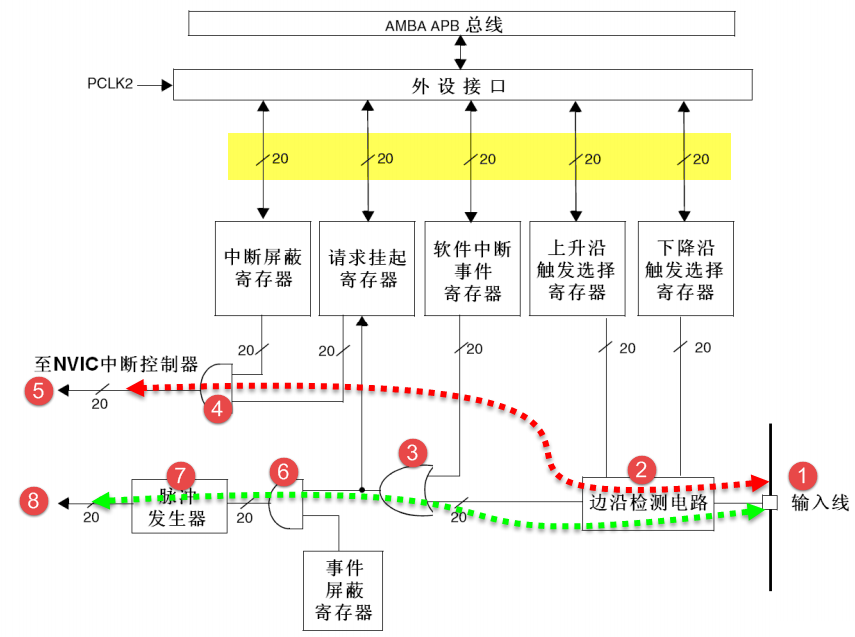 AMBA APB 总线
PCLK2
外设接口
20
20
20
20
20
中断屏蔽
寄存器
请求挂起
寄存器
软件中断
事件
寄存器
上升沿
触发选择
寄存器
下降沿
触发选择
寄存器
20
20
20
20
20
至NVIC中断控制器
5
20
4
3
2
1
6
7
8
20
脉冲
发生器
20
20
边沿检测电路
输入线
事件
屏蔽
寄存器